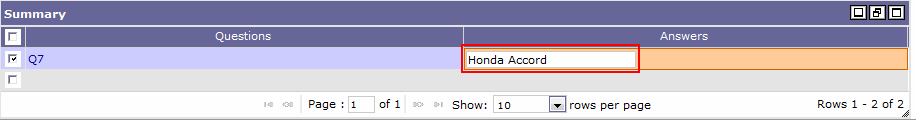 Summary
Questions Answers
Q7 Honda Accord
Page : 1 of 1 Show: 10 rows per page Rows 1 - 2 of 2